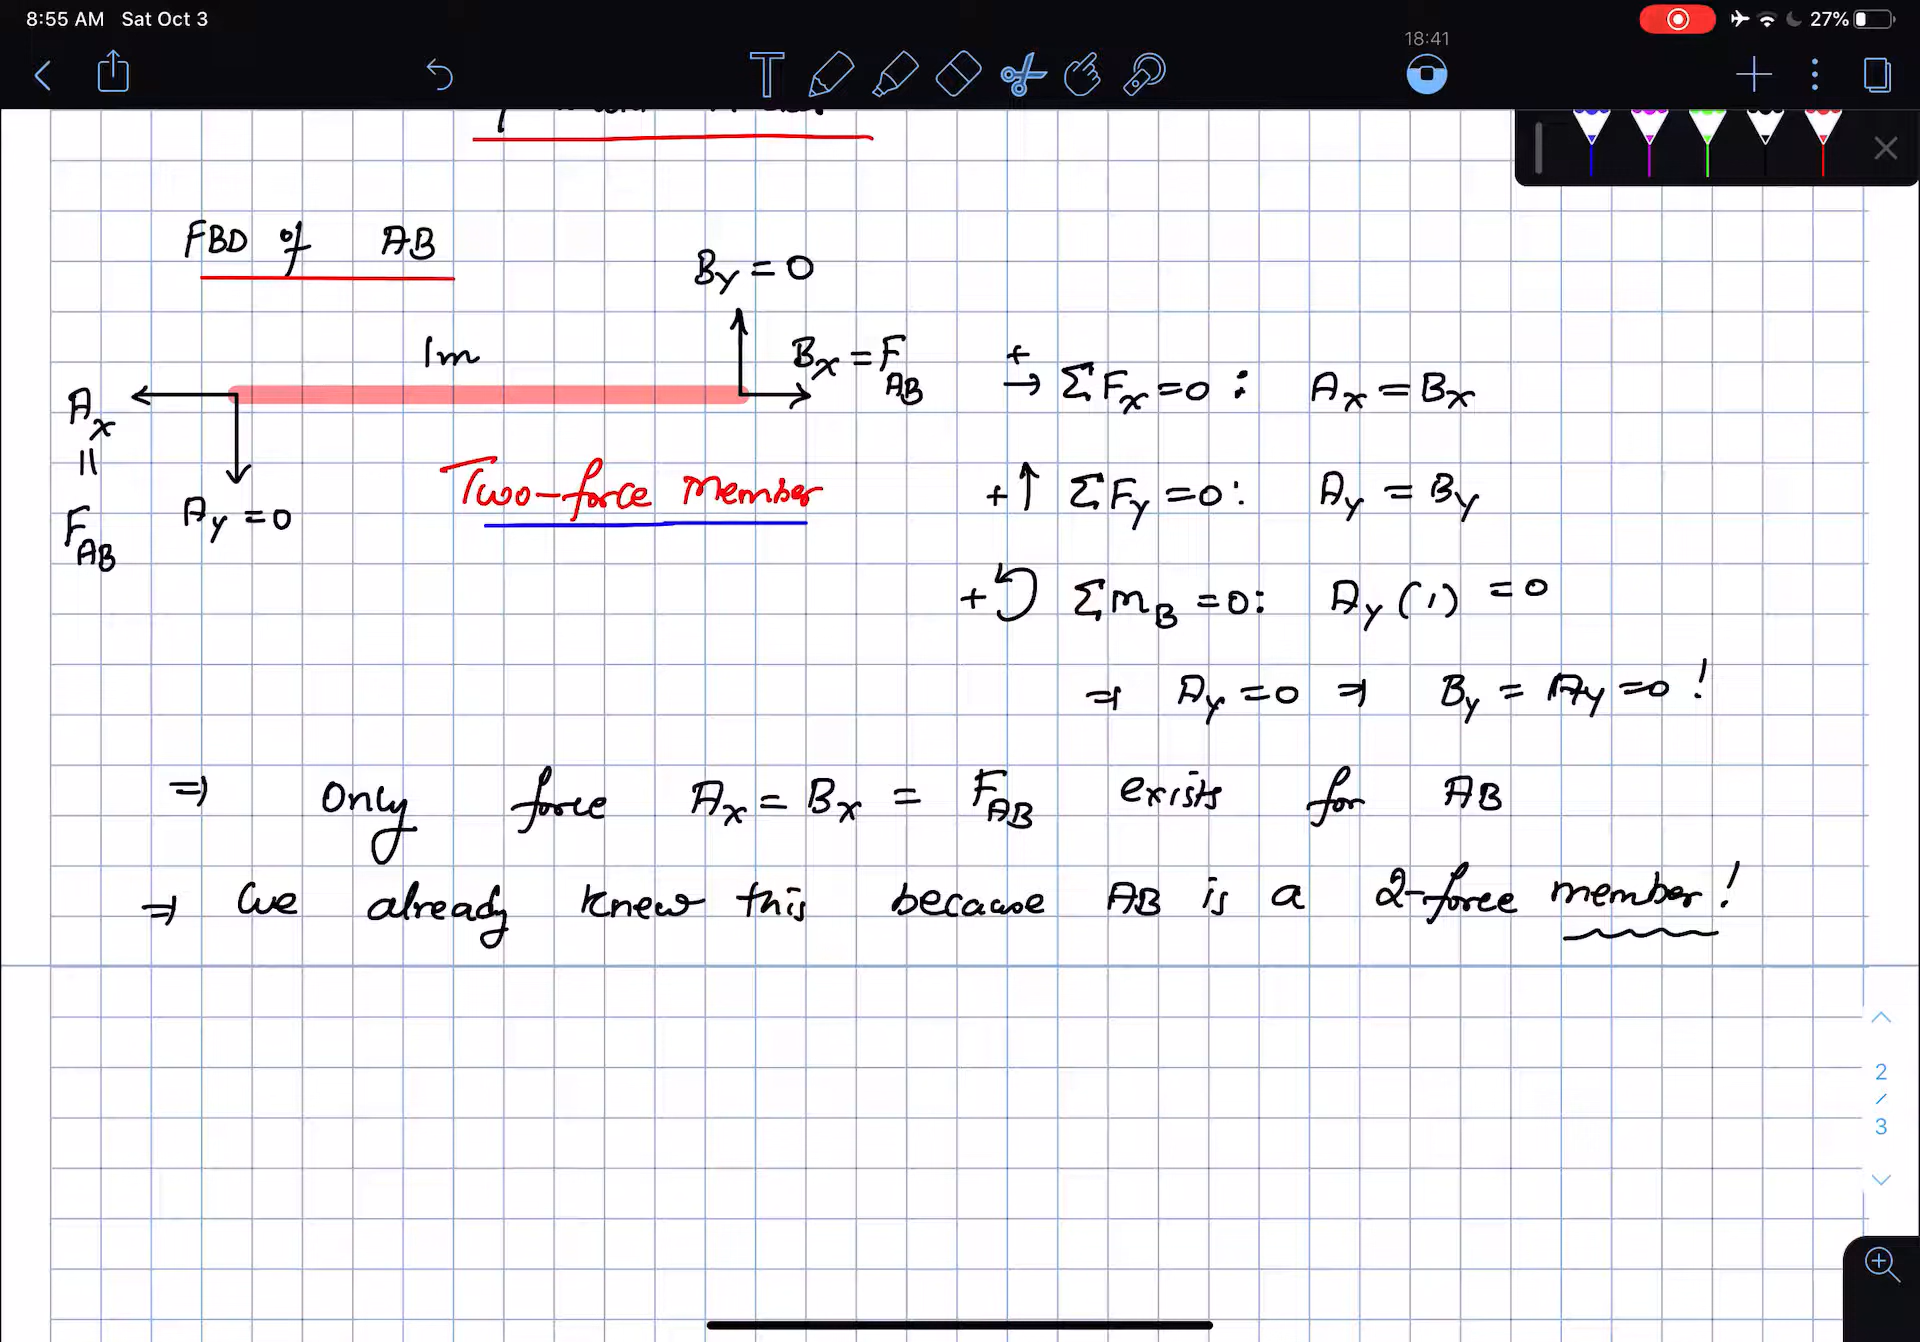 8:55 AM Sat Oct 3
27%
18:41
FBD of AB
By = 0
1m
Bx = F AB
Ax
=
F AB
Ay = 0
Two-force Member
+ → ΣFx = 0 : Ax = Bx
+↑ ΣFy = 0 : Ay = By
+↺ ΣmB = 0 : Ay (1) = 0
⇒ Ay = 0 ⇒ By = Ay = 0 !
⇒ Only force Ax = Bx = F AB exists for AB
⇒ We already knew this because AB is a 2-force member!
2
/
3